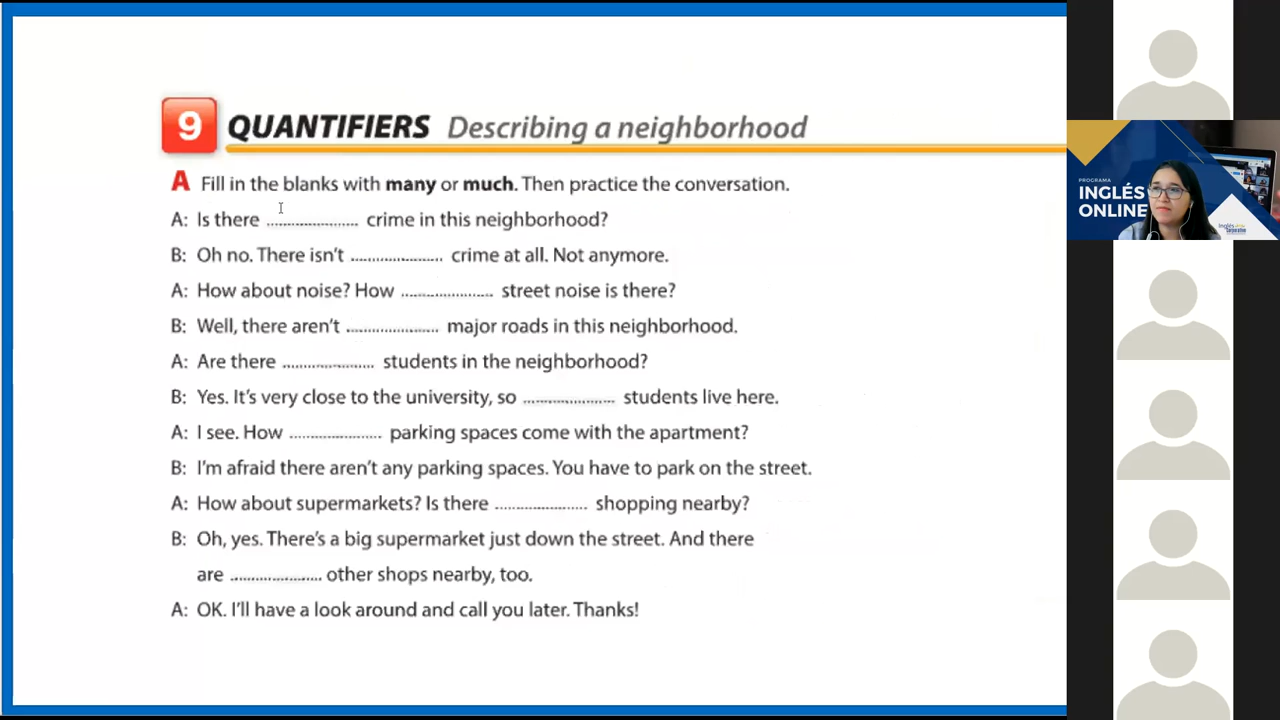 9 QUANTIFIERS Describing a neighborhood
A Fill in the blanks with many or much. Then practice the conversation.
A: Is there .................... crime in this neighborhood?
B: Oh no. There isn't .................... crime at all. Not anymore.
A: How about noise? How .................... street noise is there?
B: Well, there aren't .................... major roads in this neighborhood.
A: Are there .................... students in the neighborhood?
B: Yes. It's very close to the university, so .................... students live here.
A: I see. How .................... parking spaces come with the apartment?
B: I'm afraid there aren't any parking spaces. You have to park on the street.
A: How about supermarkets? Is there .................... shopping nearby?
B: Oh, yes. There's a big supermarket just down the street. And there
are .................... other shops nearby, too.
A: OK. I'll have a look around and call you later. Thanks!
PROGRAMA
INGLÉS
ONLINE
Inglés
Corporativo